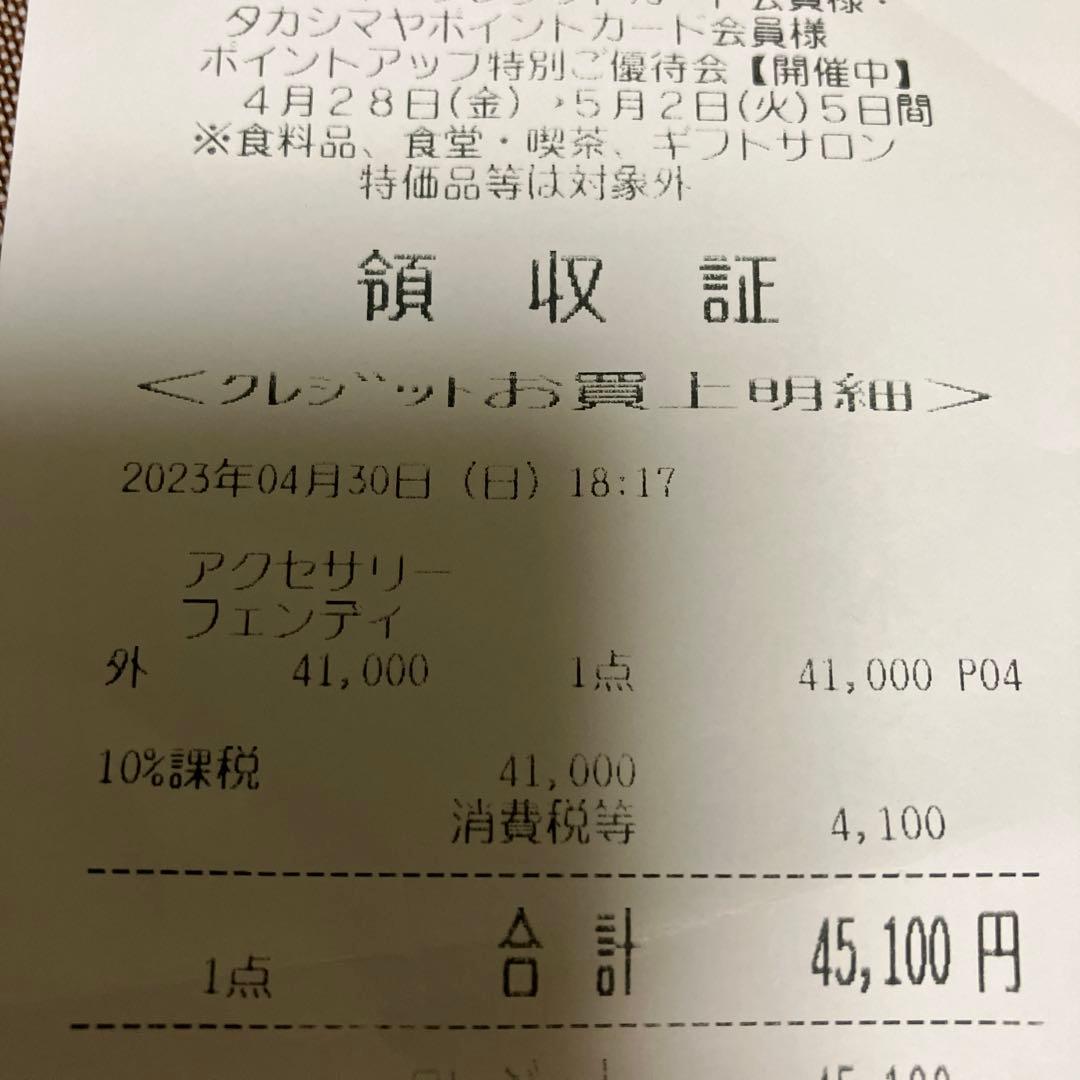 会員様・
タカシマヤポイントカード会員様
ポイントアップ特別ご優待会【開催中】
4月28日(金) 5月2日(火)5日間
※食料品、食堂・喫茶、ギフトサロン
特価品等は対象外
領 収 証
<クレジットお買上明細>
2023年04月30日(日) 18:17
アクセサリー
フェンディ
外 41,000 1点 41,000 P04
10%課税 41,000
消費税等 4,100
1点 合 計 45,100 円
45,100